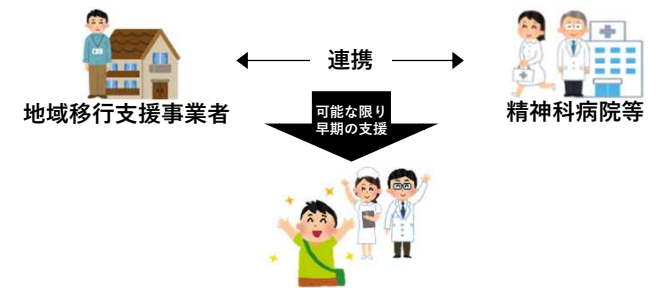 連携
地域移行支援事業者
精神科病院等
可能な限り
早期の支援